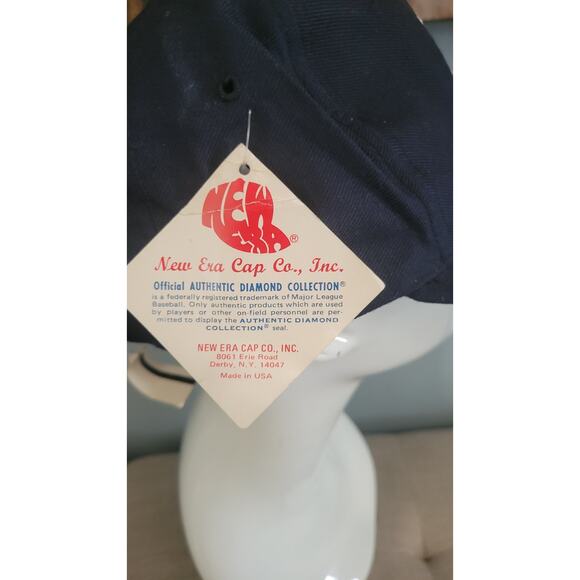 NEW
ERA®
New Era Cap Co., Inc.
Official AUTHENTIC DIAMOND COLLECTION®
is a federally registered trademark of Major League
Baseball. Only authentic products which are used
by players or other on-field personnel are per-
mitted to display the AUTHENTIC DIAMOND
COLLECTION® seal.
NEW ERA CAP CO., INC.
8061 Erie Road
Derby, N.Y. 14047
Made in USA